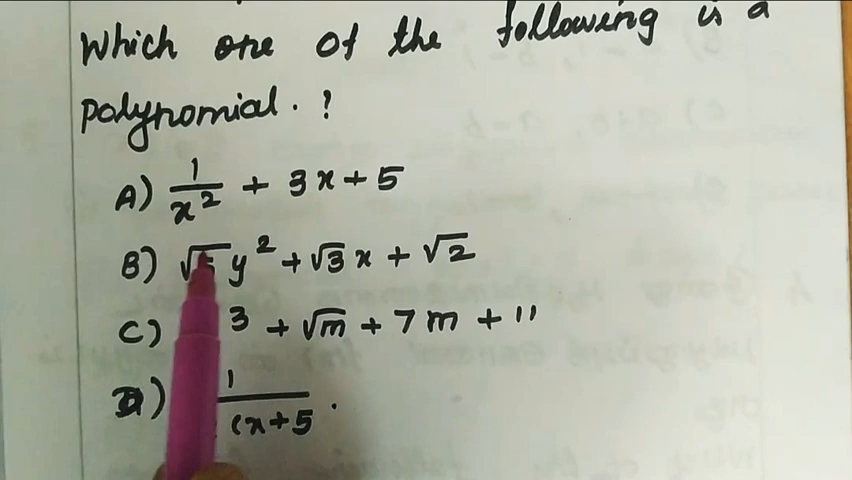 Which one of the following is a
polynomial. ?
A) 1/x² + 3x + 5
B) √5 y² + √3 x + √2
C) 3 + √m + 7m + 11
D) 1/(x+5 .